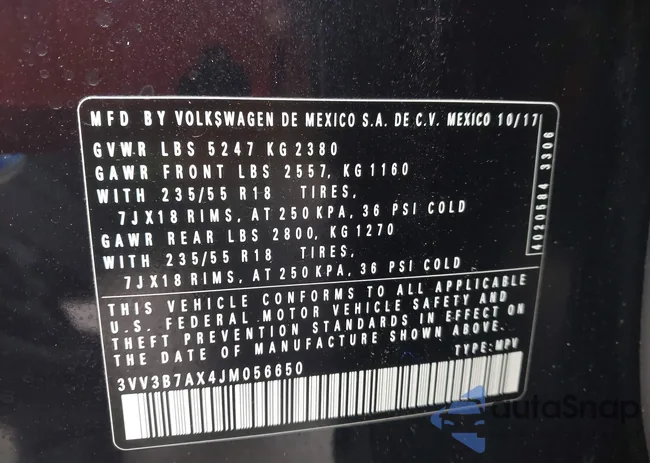 MFD BY VOLKSWAGEN DE MEXICO S.A. DE C.V. MEXICO 10/17
GVWR LBS 5247 KG 2380
GAWR FRONT LBS 2557, KG 1160
WITH 235/55 R18 TIRES,
7JX18 RIMS, AT 250 KPA, 36 PSI COLD
GAWR REAR LBS 2800, KG 1270
WITH 235/55 R18 TIRES,
7JX18 RIMS, AT 250 KPA, 36 PSI COLD
4020584 3306
THIS VEHICLE CONFORMS TO ALL APPLICABLE
U.S. FEDERAL MOTOR VEHICLE SAFETY AND
THEFT PREVENTION STANDARDS IN EFFECT ON
THE DATE OF MANUFACTURE SHOWN ABOVE.
TYPE: MPV
3VV3B7AX4JM056650
AutoSnap